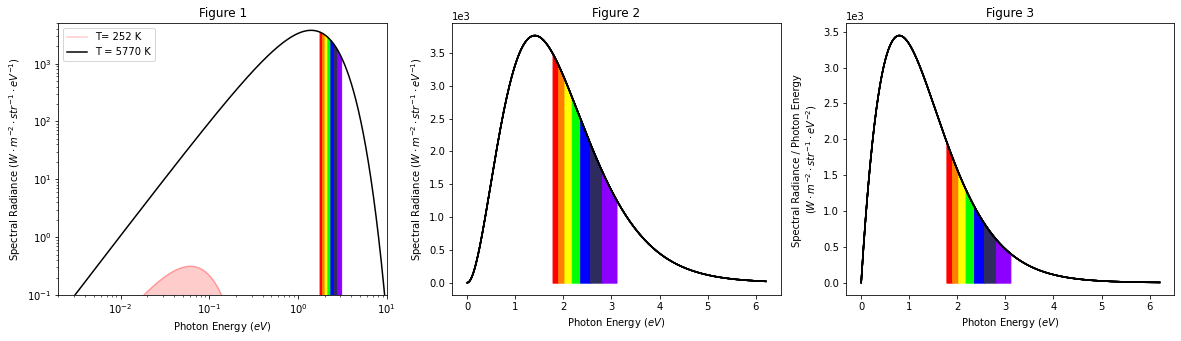 Figure 1
T= 252 K
T = 5770 K
10³
10²
10¹
10⁰
10⁻¹
Spectral Radiance (W · m⁻² · str⁻¹ · eV⁻¹)
10⁻²
10⁻¹
10⁰
10¹
Photon Energy (eV)
Figure 2
1e3
3.5
3.0
2.5
2.0
1.5
1.0
0.5
0.0
Spectral Radiance (W · m⁻² · str⁻¹ · eV⁻¹)
0 1 2 3 4 5 6
Photon Energy (eV)
Figure 3
1e3
3.5
3.0
2.5
2.0
1.5
1.0
0.5
0.0
Spectral Radiance / Photon Energy
(W · m⁻² · str⁻¹ · eV⁻²)
0 1 2 3 4 5 6
Photon Energy (eV)